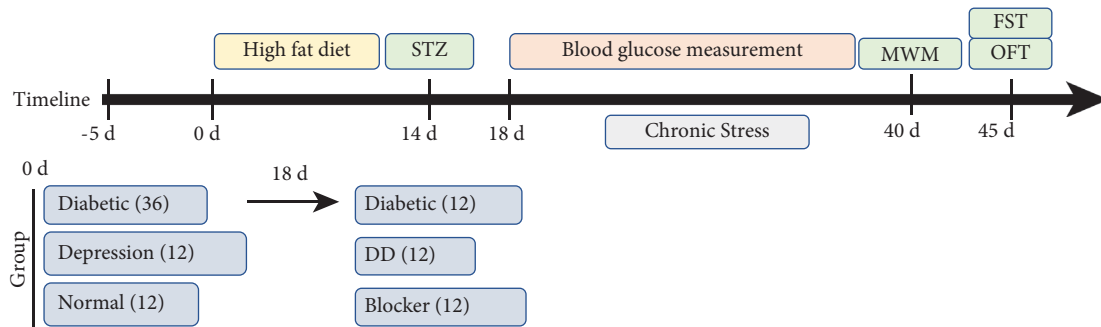 FST
High fat diet
STZ
Blood glucose measurement
MWM
OFT
Timeline
-5 d
0 d
14 d
18 d
Chronic Stress
40 d
45 d
0 d
18 d
Group
Diabetic (36)
Diabetic (12)
Depression (12)
DD (12)
Normal (12)
Blocker (12)